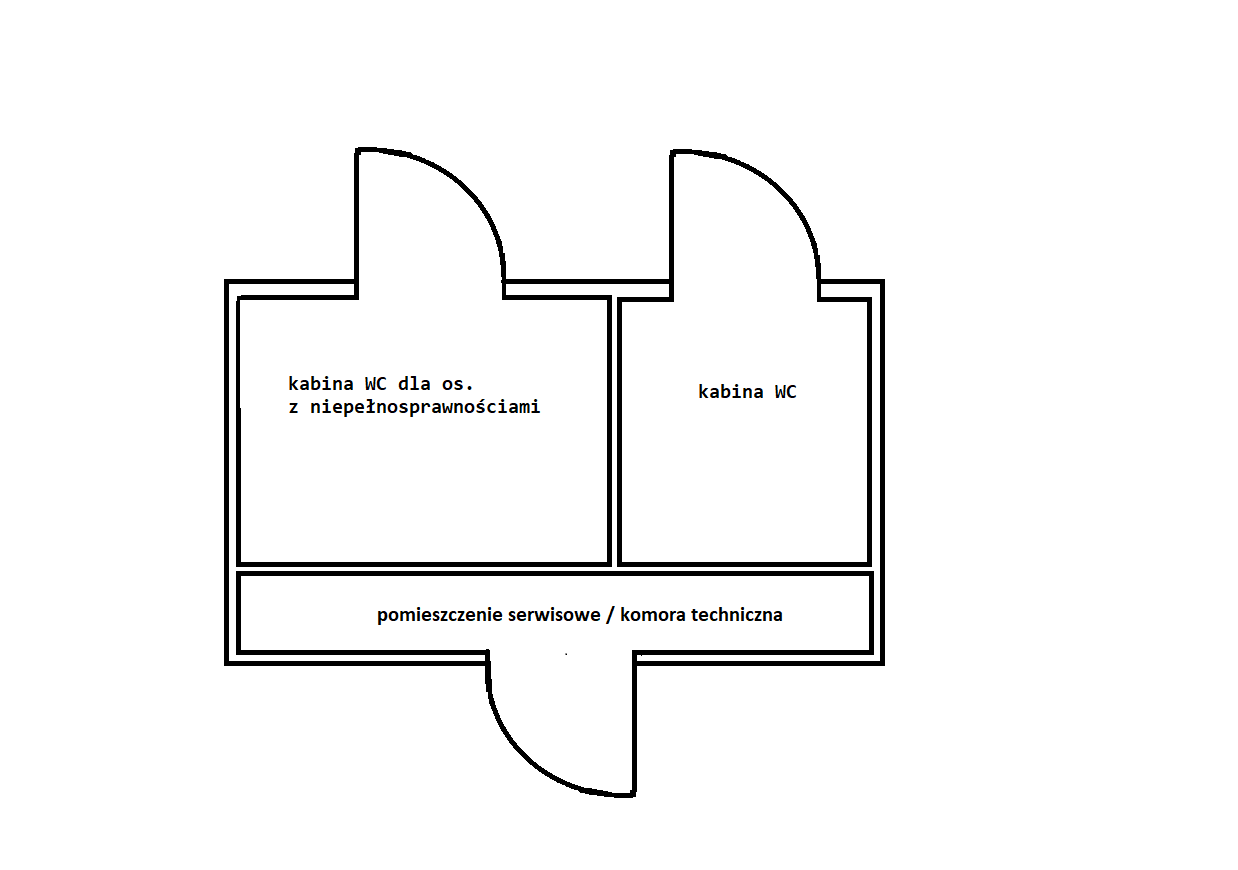 kabina WC dla os.
z niepełnosprawnościami
kabina WC
pomieszczenie serwisowe / komora techniczna